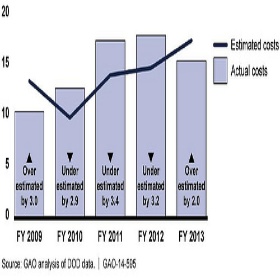 20
15
10
5
0
Estimated costs
Actual costs
▲
Over
estimated
by 3.0
▼
Under
estimated
by 2.9
▼
Under
estimated
by 3.4
▼
Under
estimated
by 3.2
▲
Over
estimated
by 2.0
FY 2009
FY 2010
FY 2011
FY 2012
FY 2013
Source: GAO analysis of DOD data. | GAO-14-595